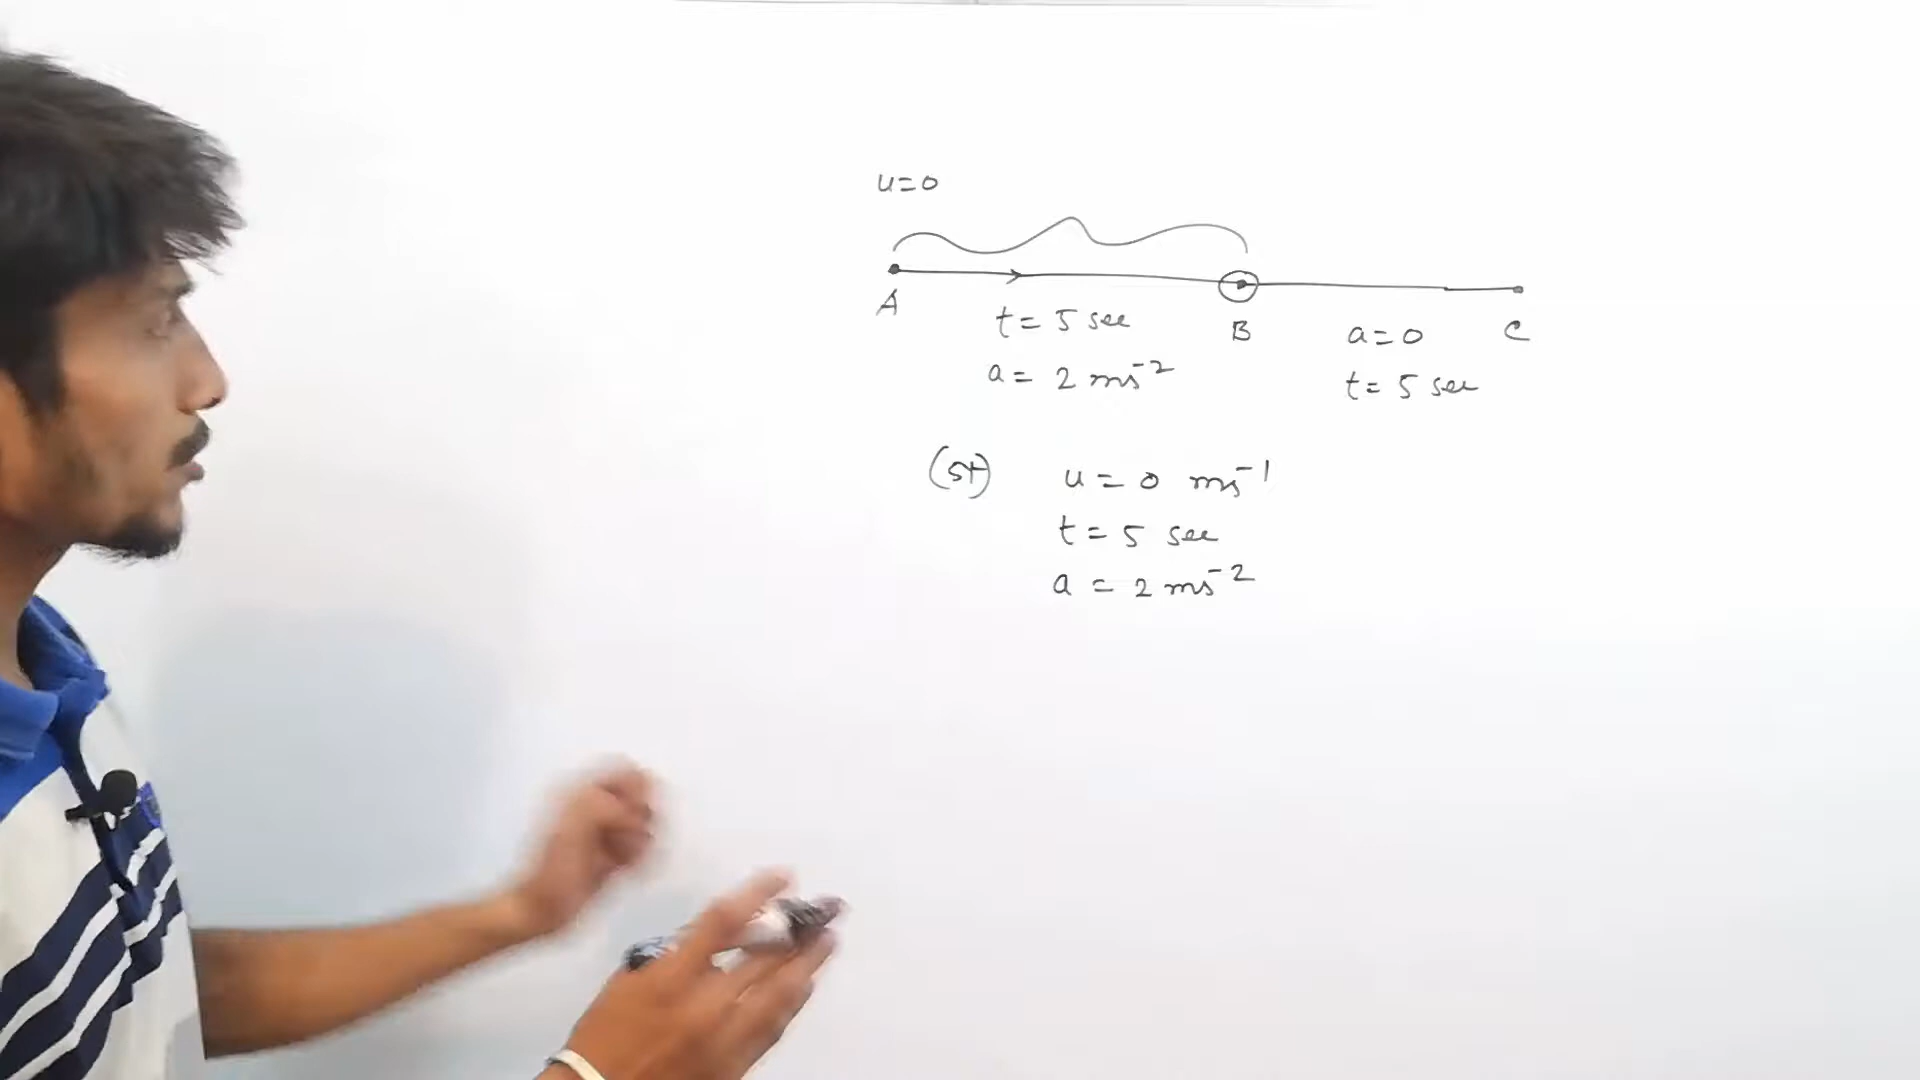 u=0
A
t= 5 sec
a= 2 ms⁻²
B
a=0
t= 5 sec
C
(St)
u = 0 ms⁻¹
t = 5 sec
a = 2 ms⁻²